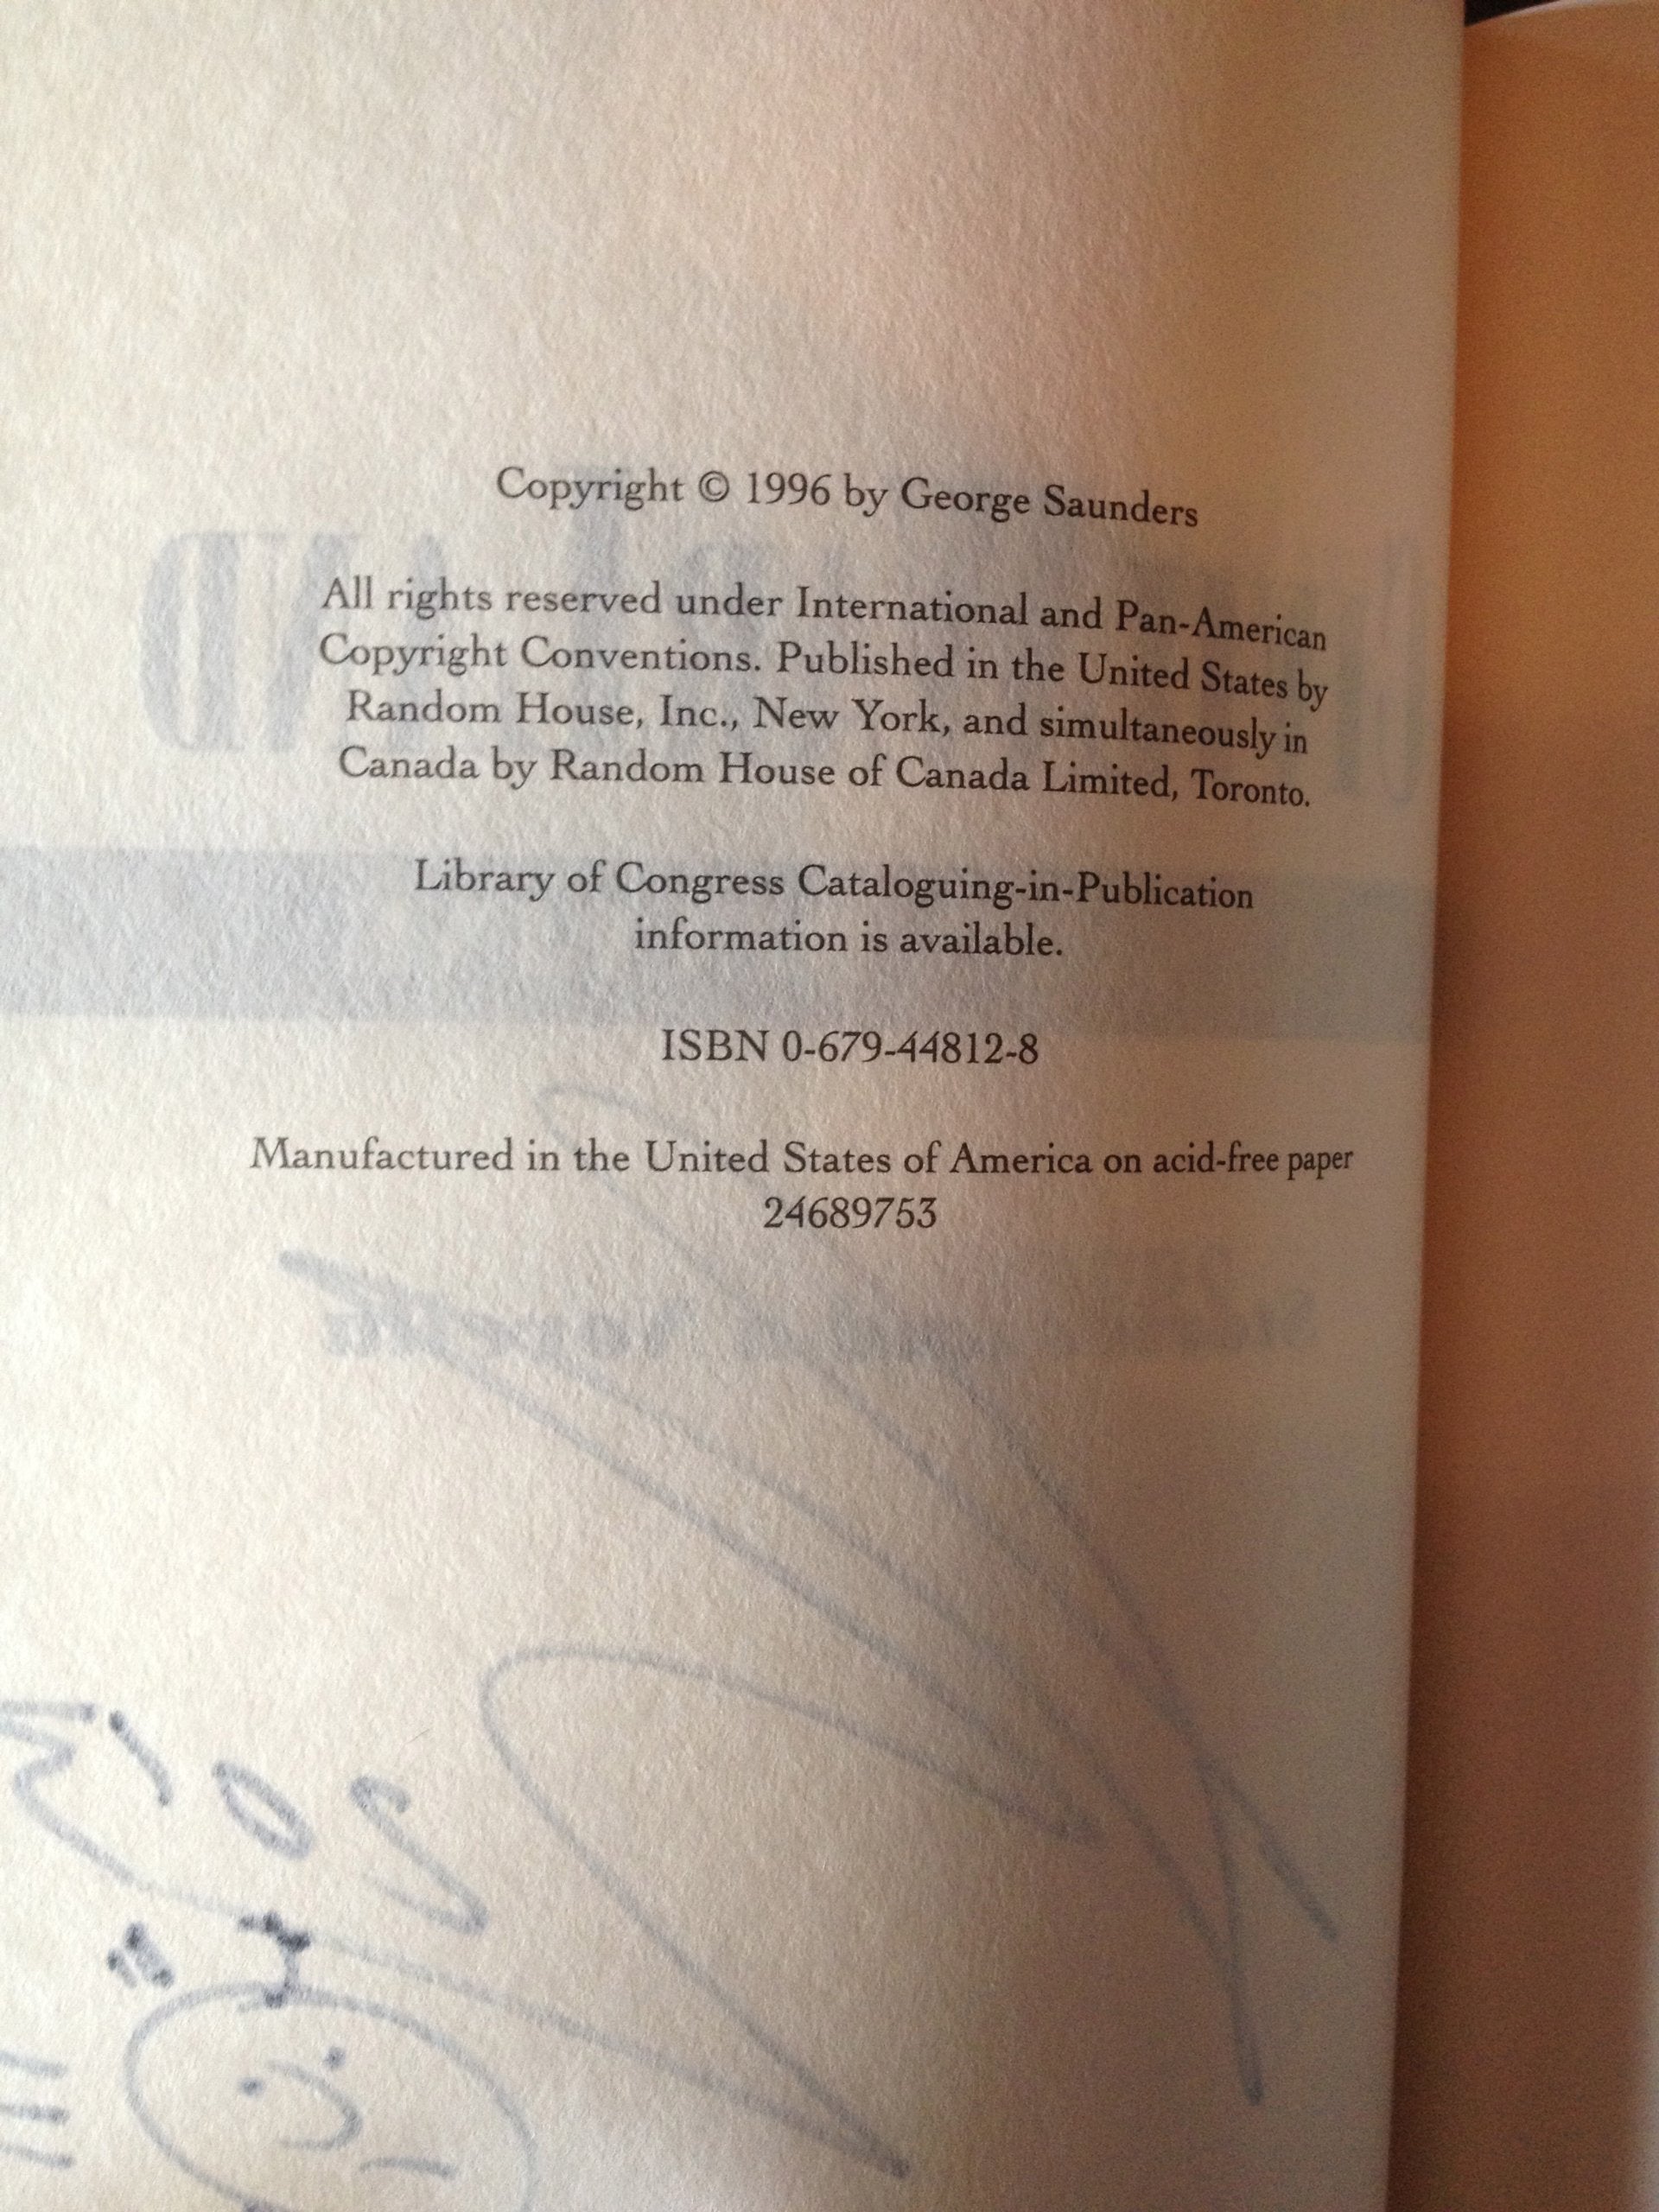 Copyright © 1996 by George Saunders
All rights reserved under International and Pan-American
Copyright Conventions. Published in the United States by
Random House, Inc., New York, and simultaneously in
Canada by Random House of Canada Limited, Toronto.
Library of Congress Cataloguing-in-Publication
information is available.
ISBN 0-679-44812-8
Manufactured in the United States of America on acid-free paper
24689753